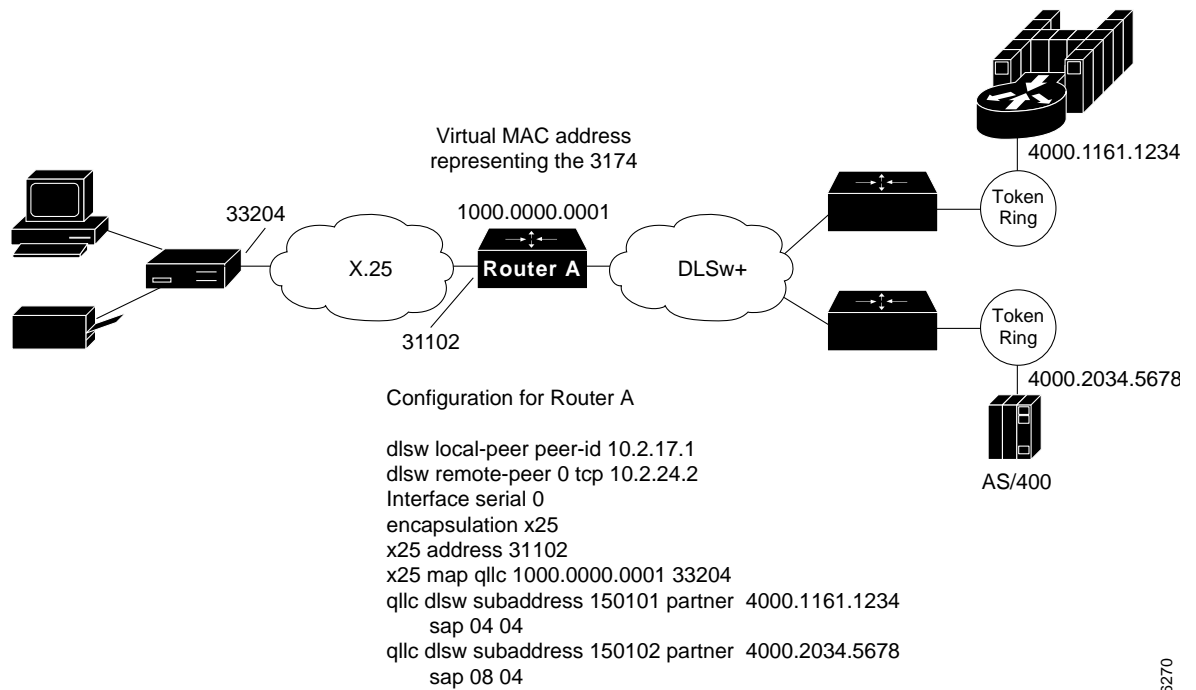 Virtual MAC address
representing the 3174
4000.1161.1234
Token
Ring
33204
1000.0000.0001
X.25
Router A
DLSw+
31102
Token
Ring
4000.2034.5678
AS/400
Configuration for Router A
dlsw local-peer peer-id 10.2.17.1
dlsw remote-peer 0 tcp 10.2.24.2
Interface serial 0
encapsulation x25
x25 address 31102
x25 map qllc 1000.0000.0001 33204
qllc dlsw subaddress 150101 partner  4000.1161.1234
sap 04 04
qllc dlsw subaddress 150102 partner  4000.2034.5678
sap 08 04